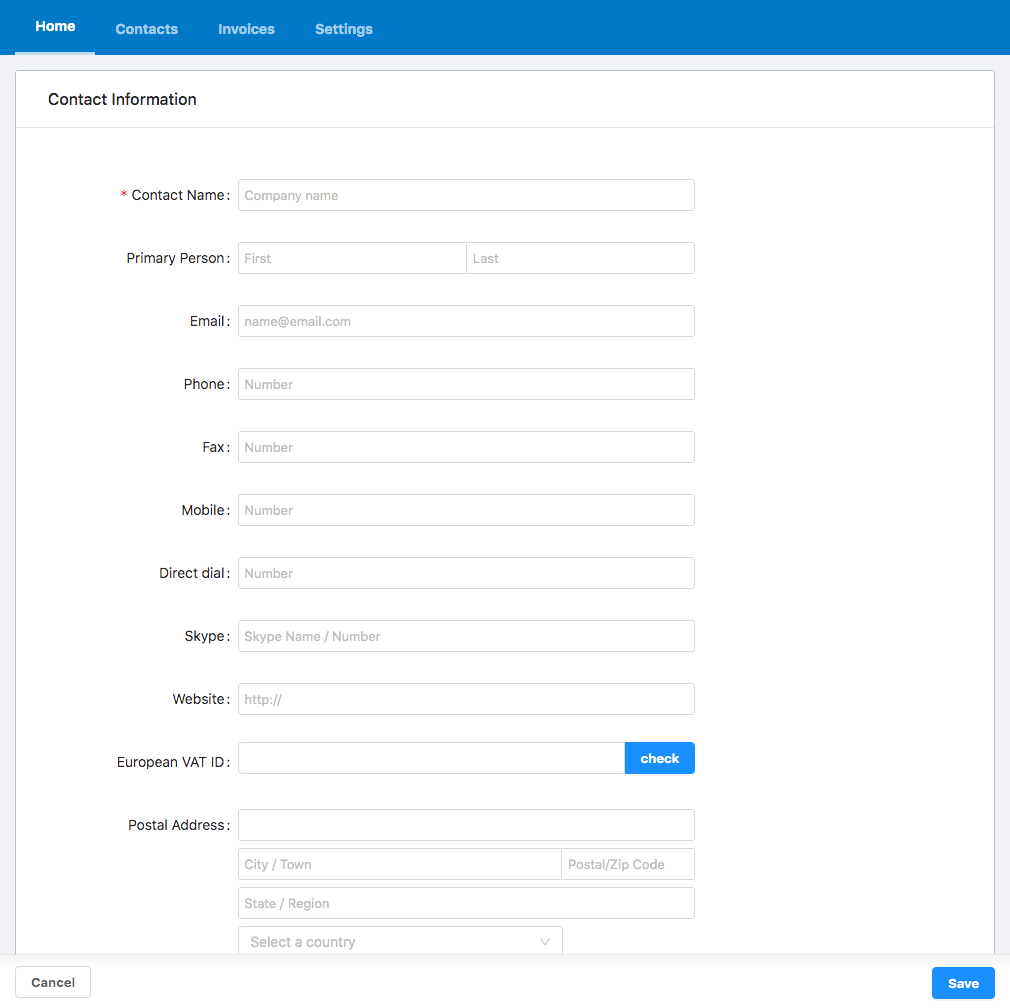 Home Contacts Invoices Settings
Contact Information
* Contact Name: Company name
Primary Person: First Last
Email: name@email.com
Phone: Number
Fax: Number
Mobile: Number
Direct dial: Number
Skype: Skype Name / Number
Website: http://
European VAT ID: check
Postal Address:
City / Town Postal/Zip Code
State / Region
Select a country
Cancel Save